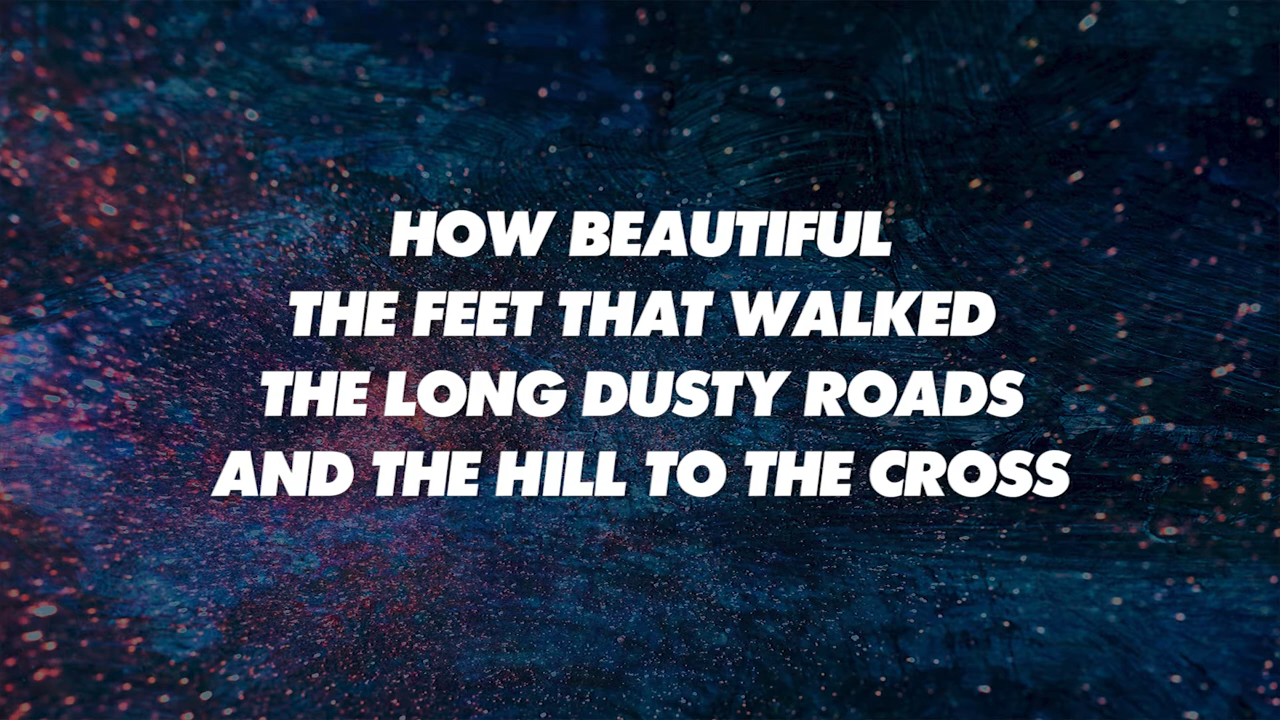 HOW BEAUTIFUL
THE FEET THAT WALKED
THE LONG DUSTY ROADS
AND THE HILL TO THE CROSS